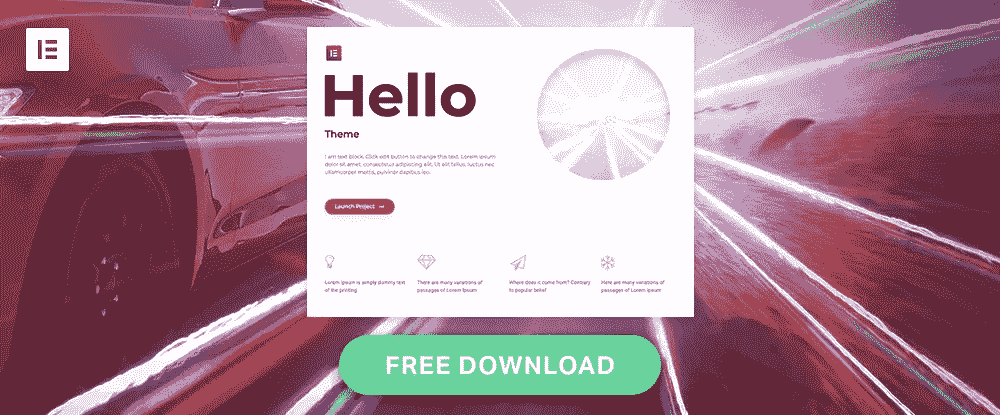 Hello
Theme
I am text block. Click edit button to change this text. Lorem ipsum
dolor sit amet, consectetur adipiscing elit. Ut elit tellus, luctus nec
ullamcorper mattis, pulvinar dapibus leo.
Launch Project
Lorem Ipsum is simply dummy text
of the printing
There are many variations of
passages of Lorem Ipsum
Where does it come from? Contrary
to popular belief
Here are many variations of
passages of Lorem Ipsum
FREE DOWNLOAD